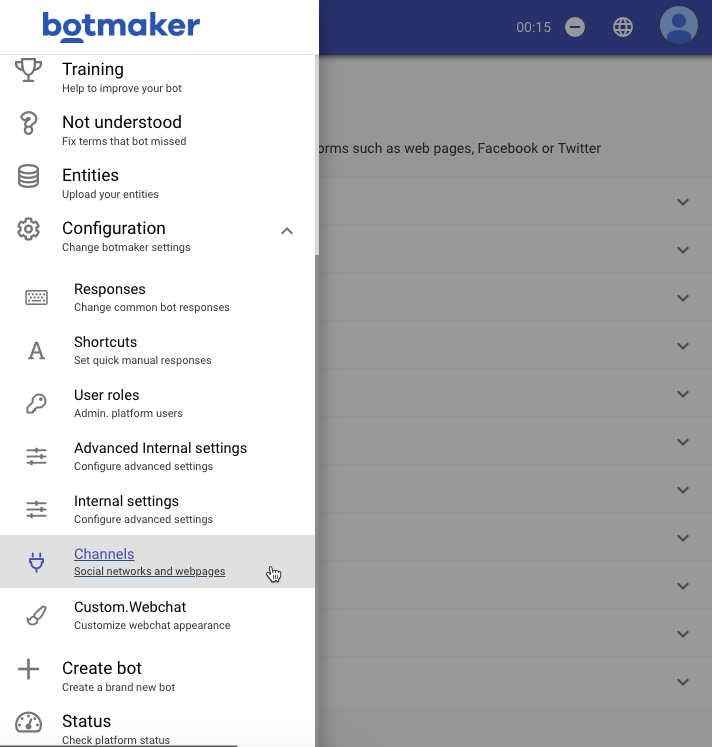 botmaker
00:15
Training
Help to improve your bot
Not understood
Fix terms that bot missed
orms such as web pages, Facebook or Twitter
Entities
Upload your entities
Configuration
Change botmaker settings
Responses
Change common bot responses
Shortcuts
Set quick manual responses
User roles
Admin. platform users
Advanced Internal settings
Configure advanced settings
Internal settings
Configure advanced settings
Channels
Social networks and webpages
Custom.Webchat
Customize webchat appearance
Create bot
Create a brand new bot
Status
Check platform status